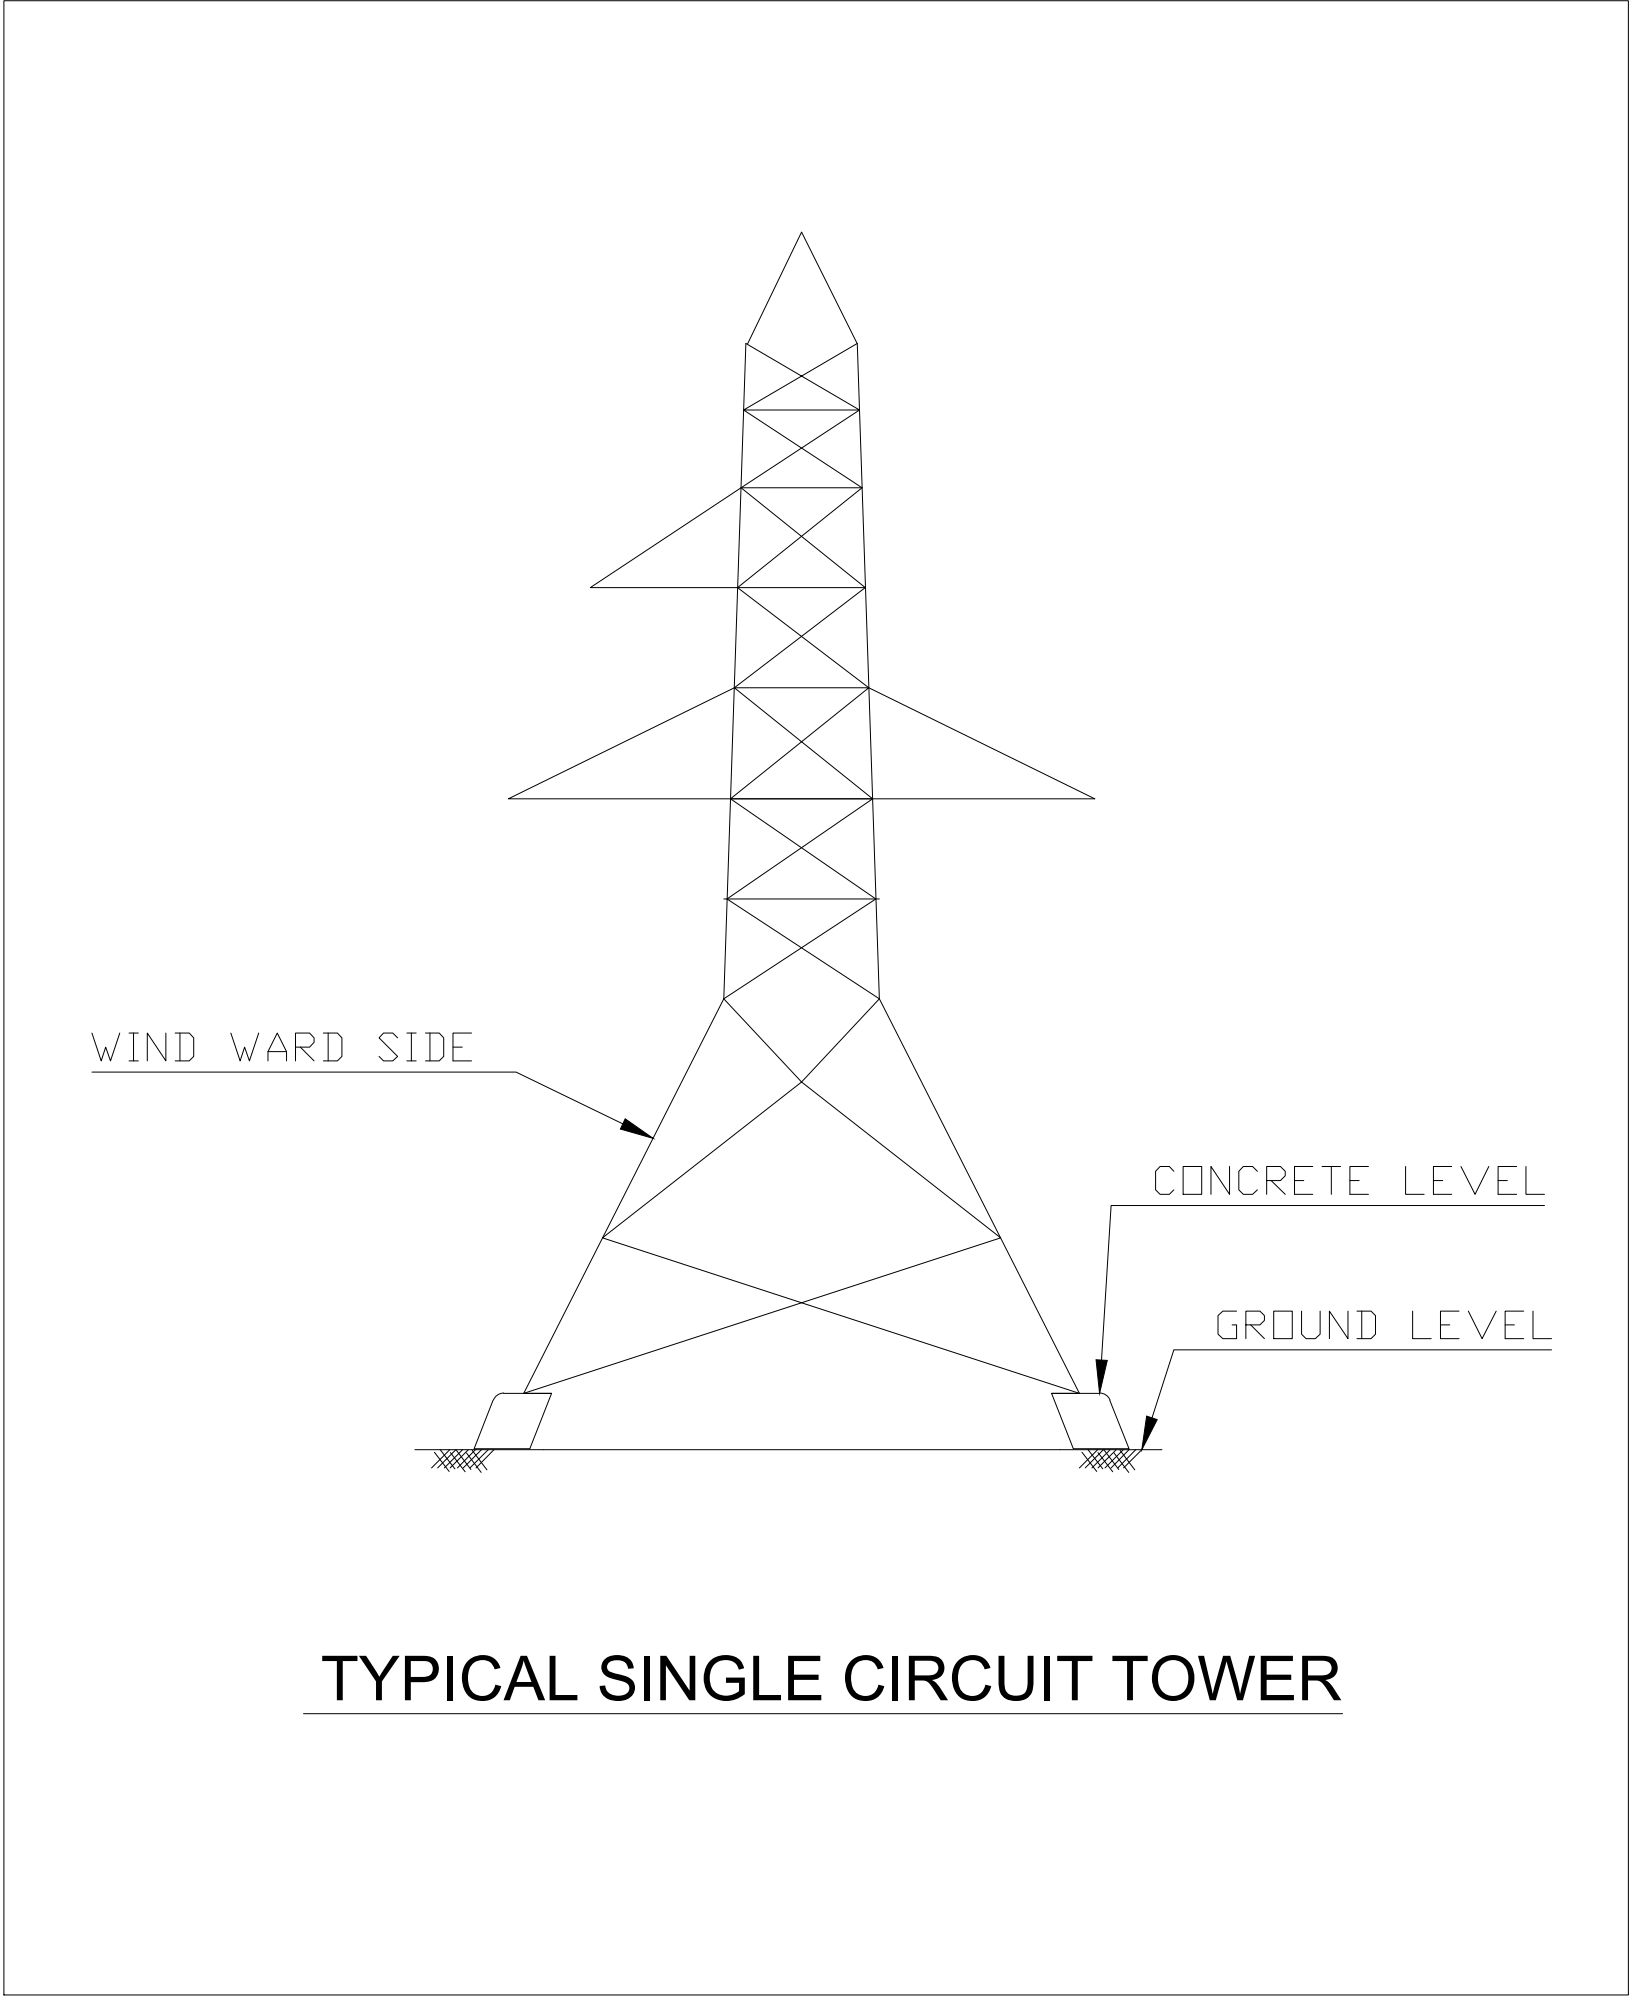 WIND WARD SIDE
CONCRETE LEVEL
GROUND LEVEL
TYPICAL SINGLE CIRCUIT TOWER